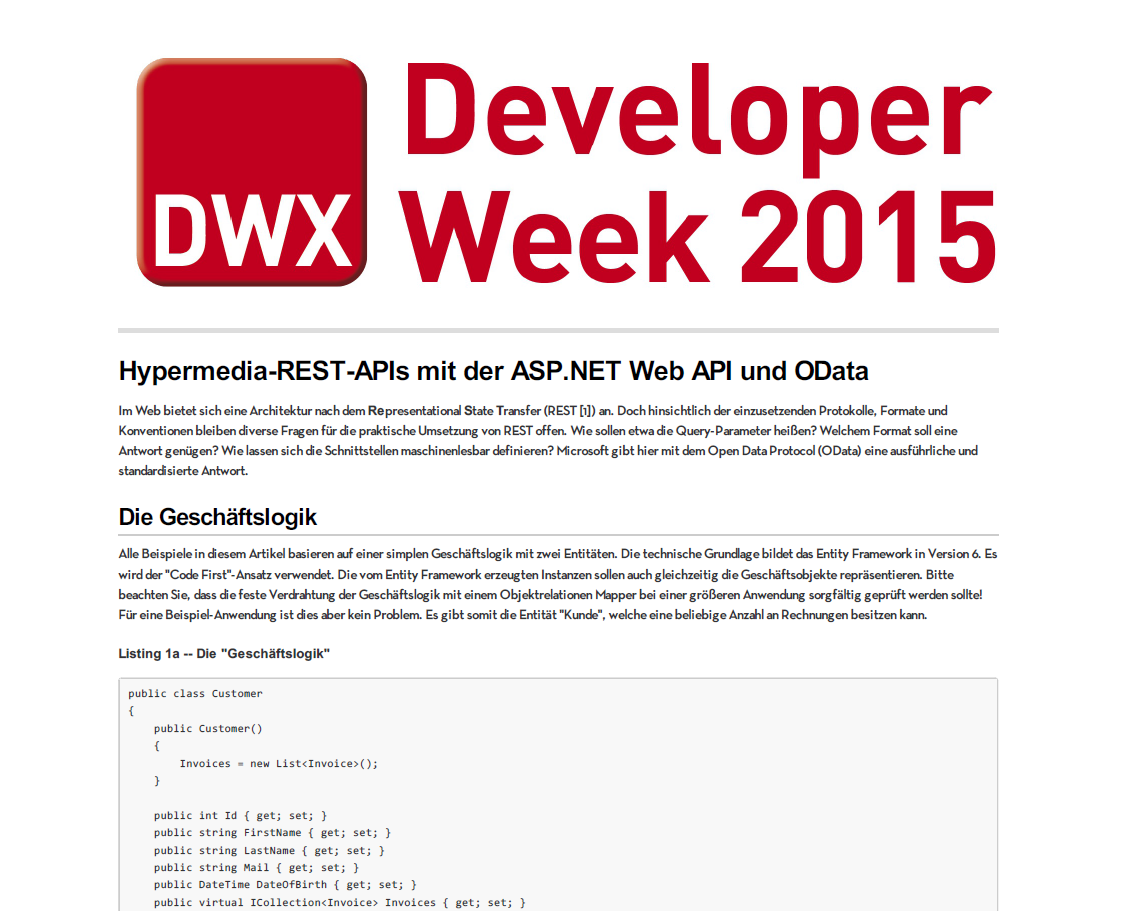 DWX
Developer
Week 2015
Hypermedia-REST-APIs mit der ASP.NET Web API und OData
Im Web bietet sich eine Architektur nach dem Representational State Transfer (REST [1]) an. Doch hinsichtlich der einzusetzenden Protokolle, Formate und
Konventionen bleiben diverse Fragen für die praktische Umsetzung von REST offen. Wie sollen etwa die Query-Parameter heißen? Welchem Format soll eine
Antwort genügen? Wie lassen sich die Schnittstellen maschinenlesbar definieren? Microsoft gibt hier mit dem Open Data Protocol (OData) eine ausführliche und
standardisierte Antwort.
Die Geschäftslogik
Alle Beispiele in diesem Artikel basieren auf einer simplen Geschäftslogik mit zwei Entitäten. Die technische Grundlage bildet das Entity Framework in Version 6. Es
wird der "Code First"-Ansatz verwendet. Die vom Entity Framework erzeugten Instanzen sollen auch gleichzeitig die Geschäftsobjekte repräsentieren. Bitte
beachten Sie, dass die feste Verdrahtung der Geschäftslogik mit einem Objektrelationen Mapper bei einer größeren Anwendung sorgfältig geprüft werden sollte!
Für eine Beispiel-Anwendung ist dies aber kein Problem. Es gibt somit die Entität "Kunde", welche eine beliebige Anzahl an Rechnungen besitzen kann.
Listing 1a -- Die "Geschäftslogik"
public class Customer
{
    public Customer()
    {
        Invoices = new List<Invoice>();
    }
    public int Id { get; set; }
    public string FirstName { get; set; }
    public string LastName { get; set; }
    public string Mail { get; set; }
    public DateTime DateOfBirth { get; set; }
    public virtual ICollection<Invoice> Invoices { get; set; }